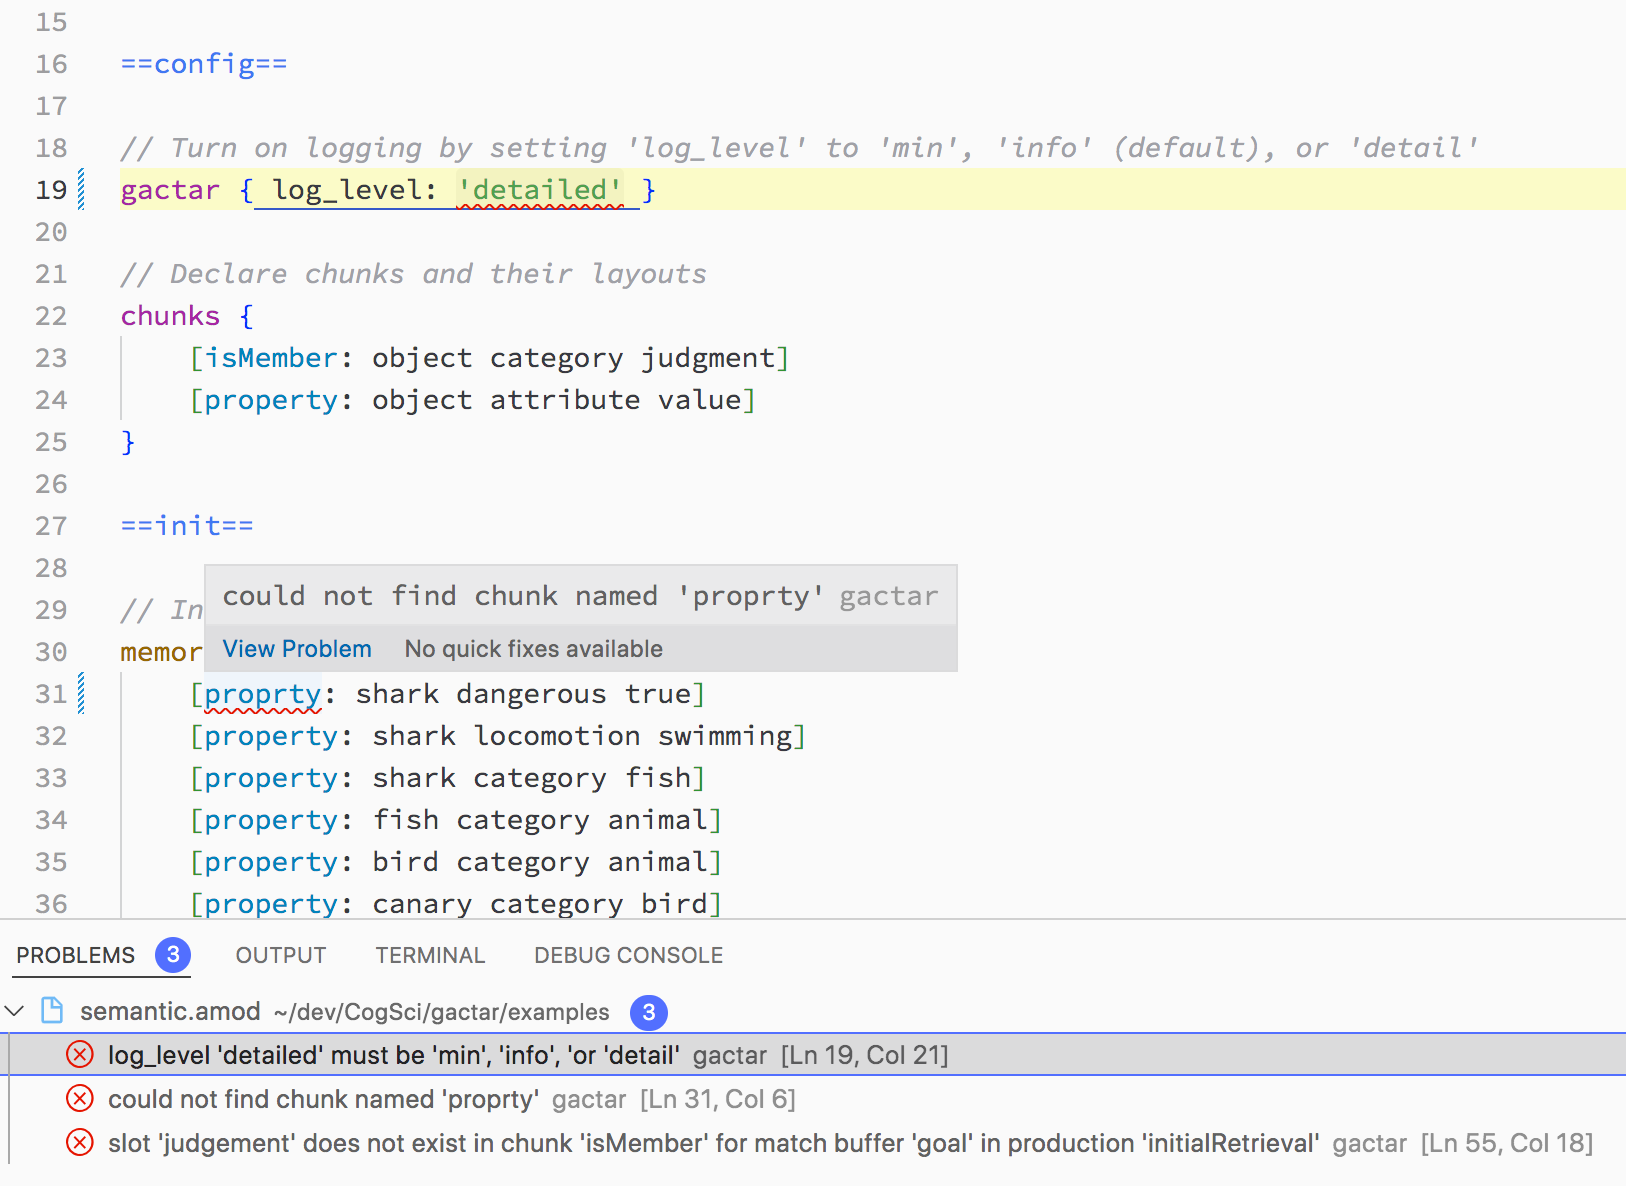 15
16 ==config==
17
18 // Turn on logging by setting 'log_level' to 'min', 'info' (default), or 'detail'
19 gactar { log_level: 'detailed' }
20
21 // Declare chunks and their layouts
22 chunks {
23 [isMember: object category judgment]
24 [property: object attribute value]
25 }
26
27 ==init==
28
could not find chunk named 'proprty' gactar
29 // In
View Problem No quick fixes available
30 memor
31 [proprty: shark dangerous true]
32 [property: shark locomotion swimming]
33 [property: shark category fish]
34 [property: fish category animal]
35 [property: bird category animal]
36 [property: canary category bird]
PROBLEMS 3 OUTPUT TERMINAL DEBUG CONSOLE
semantic.amod ~/dev/CogSci/gactar/examples 3
log_level 'detailed' must be 'min', 'info', 'or 'detail' gactar [Ln 19, Col 21]
could not find chunk named 'proprty' gactar [Ln 31, Col 6]
slot 'judgement' does not exist in chunk 'isMember' for match buffer 'goal' in production 'initialRetrieval' gactar [Ln 55, Col 18]